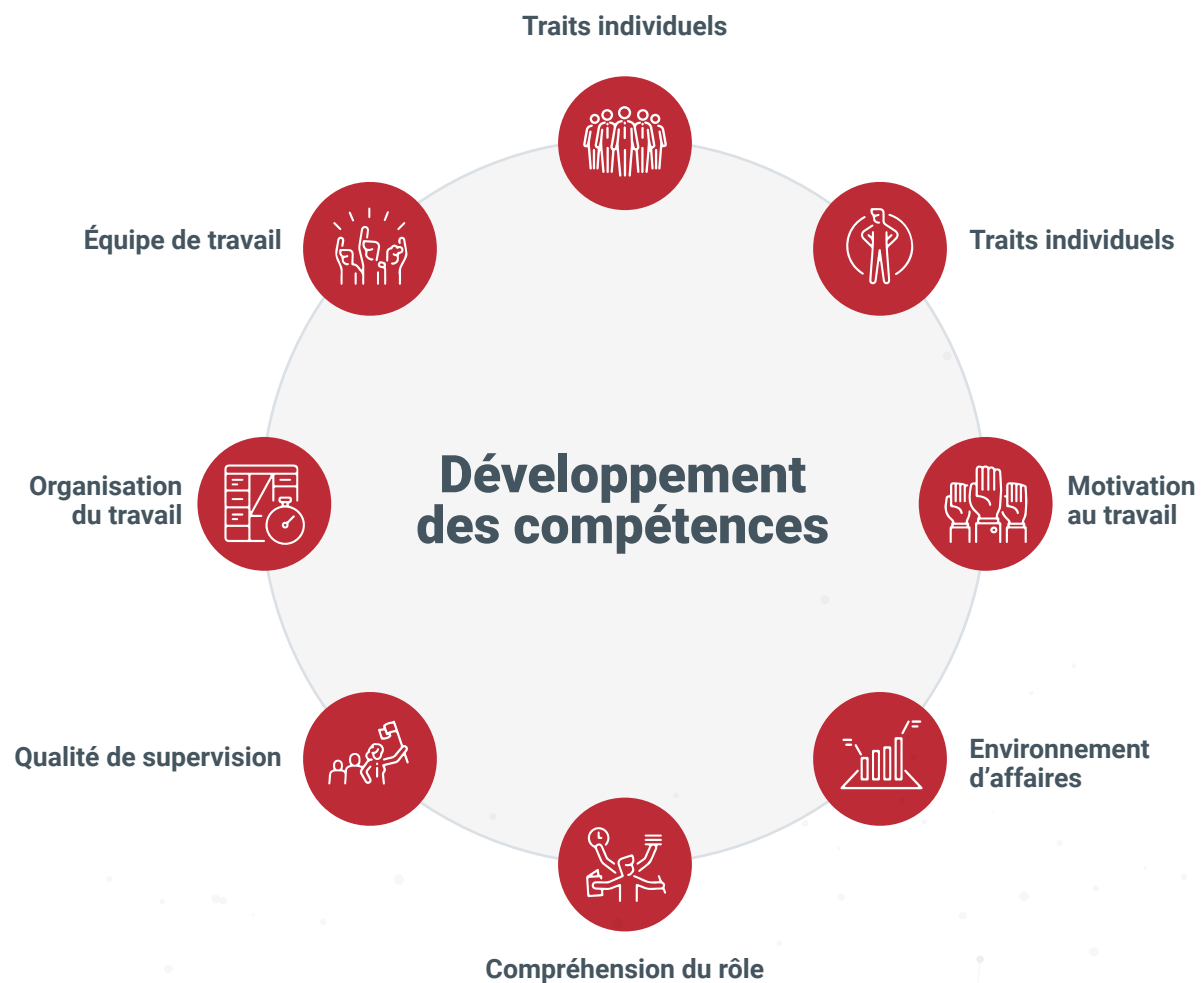 Traits individuels
Équipe de travail
Traits individuels
Organisation
du travail
Développement
des compétences
Motivation
au travail
Qualité de supervision
Environnement
d’affaires
Compréhension du rôle